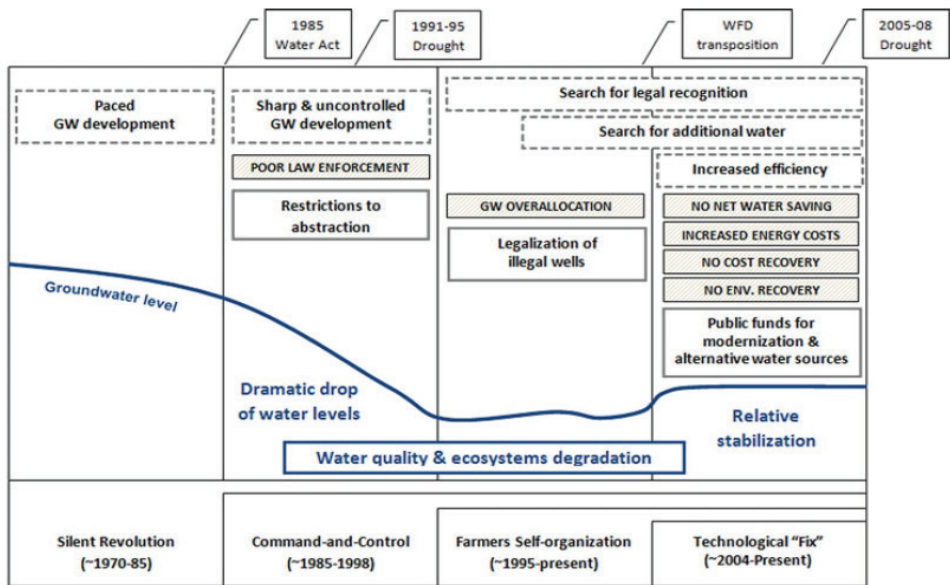 1985
Water Act
1991-95
Drought
WFD
transposition
2005-08
Drought
Paced
GW development
Sharp & uncontrolled
GW development
Search for legal recognition
Search for additional water
Increased efficiency
POOR LAW ENFORCEMENT
Restrictions to
abstraction
GW OVERALLOCATION
Legalization of
illegal wells
NO NET WATER SAVING
INCREASED ENERGY COSTS
NO COST RECOVERY
NO ENV. RECOVERY
Public funds for
modernization &
alternative water sources
Groundwater level
Dramatic drop
of water levels
Relative
stabilization
Water quality & ecosystems degradation
Silent Revolution
(~1970-85)
Command-and-Control
(~1985-1998)
Farmers Self-organization
(~1995-present)
Technological “Fix”
(~2004-Present)